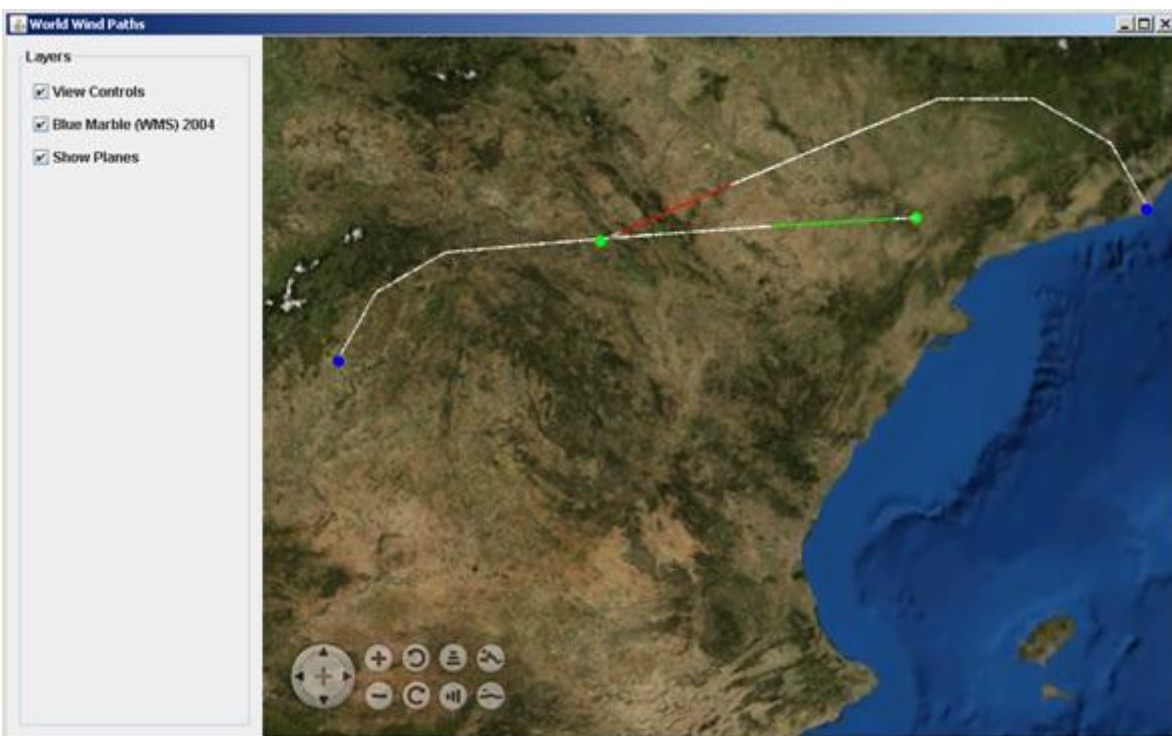 World Wind Paths
Layers
View Controls
Blue Marble (WMS) 2004
Show Planes